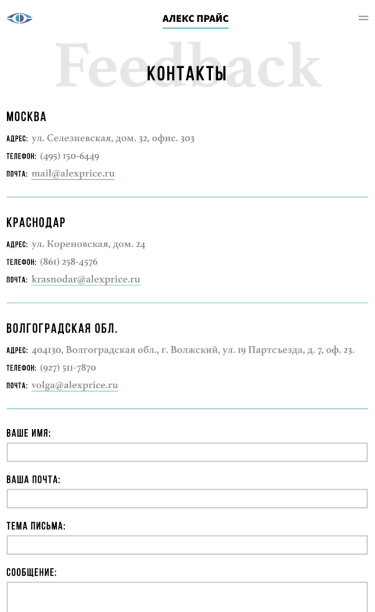 АЛЕКС ПРАЙС
Feedback
КОНТАКТЫ
МОСКВА
АДРЕС: ул. Селезневская, дом. 32, офис. 303
ТЕЛЕФОН: (495) 150-6449
ПОЧТА: mail@alexprice.ru
КРАСНОДАР
АДРЕС: ул. Кореновская, дом. 24
ТЕЛЕФОН: (861) 258-4576
ПОЧТА: krasnodar@alexprice.ru
ВОЛГОГРАДСКАЯ ОБЛ.
АДРЕС: 404130, Волгоградская обл., г. Волжский, ул. 19 Партсъезда, д. 7, оф. 23.
ТЕЛЕФОН: (927) 511-7870
ПОЧТА: volga@alexprice.ru
ВАШЕ ИМЯ:
ВАША ПОЧТА:
ТЕМА ПИСЬМА:
СООБЩЕНИЕ: